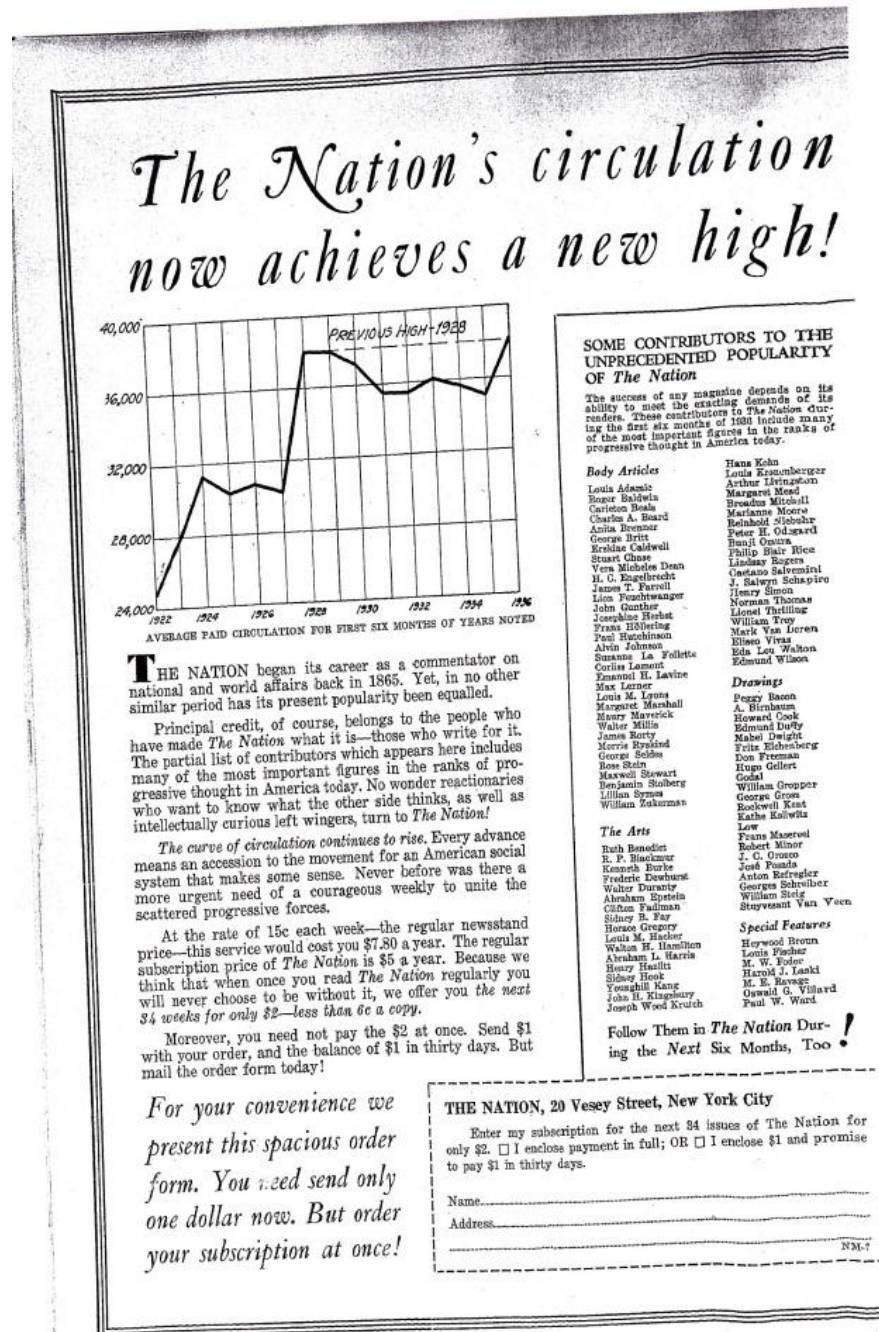 The Nation's circulation
now achieves a new high!
40,000
36,000
32,000
28,000
24,000
PREVIOUS HIGH-1928
1922
1924
1926
1928
1930
1932
1934
1936
AVERAGE PAID CIRCULATION FOR FIRST SIX MONTHS OF YEARS NOTED
THE NATION began its career as a commentator on
national and world affairs back in 1865. Yet, in no other
similar period has its present popularity been equalled.
Principal credit, of course, belongs to the people who
have made The Nation what it is—those who write for it.
The partial list of contributors which appears here includes
many of the most important figures in the ranks of pro-
gressive thought in America today. No wonder reactionaries
who want to know what the other side thinks, as well as
intellectually curious left wingers, turn to The Nation!
The curve of circulation continues to rise. Every advance
means an accession to the movement for an American social
system that makes some sense. Never before was there a
more urgent need of a courageous weekly to unite the
scattered progressive forces.
At the rate of 15c each week—the regular newsstand
price—this service would cost you $7.80 a year. The regular
subscription price of The Nation is $5 a year. Because we
think that when once you read The Nation regularly you
will never choose to be without it, we offer you the next
34 weeks for only $2—less than 6c a copy.
Moreover, you need not pay the $2 at once. Send $1
with your order, and the balance of $1 in thirty days. But
mail the order form today!
SOME CONTRIBUTORS TO THE
UNPRECEDENTED POPULARITY
OF The Nation
The success of any magazine depends on its
ability to meet the exacting demands of its
readers. These contributors to The Nation dur-
ing the first six months of 1936 include many
of the most important figures in the ranks of
progressive thought in America today.
Body Articles
Louis Adamic
Roger Baldwin
Carleton Beals
Charles A. Beard
Anita Brenner
George Britt
Erskine Caldwell
Stuart Chase
Vera Micheles Dean
H. C. Engelbrecht
James T. Farrell
Lion Feuchtwanger
John Gunther
Josephine Herbst
Franz Höllering
Paul Hutchinson
Alvin Johnson
Suzanne La Follette
Corliss Lamont
Emanuel H. Lavine
Max Lerner
Louis M. Lyons
Margaret Marshall
Maury Maverick
Walter Millis
James Rorty
Morrie Ryskind
George Seldes
Rose Stein
Maxwell Stewart
Benjamin Stolberg
Lillian Symes
William Zukerman
The Arts
Ruth Benedict
R. P. Blackmur
Kenneth Burke
Frederic Dewhurst
Walter Duranty
Abraham Epstein
Clifton Fadiman
Sidney B. Fay
Horace Gregory
Louis M. Hacker
Walton H. Hamilton
Abraham L. Harris
Henry Hazlitt
Sidney Hook
Younghill Kang
John H. Kingsbury
Joseph Wood Krutch
Hans Kohn
Louis Kronenberger
Arthur Livingston
Margaret Mead
Broadus Mitchell
Marianne Moore
Reinhold Niebuhr
Peter H. Odegard
Bunji Omura
Philip Blair Rice
Lindsay Rogers
Gaetano Salvemini
J. Salwyn Schapiro
Henry Simon
Norman Thomas
Lionel Thrilling
William Troy
Mark Van Doren
Eliseo Vivas
Eda Lou Walton
Edmund Wilson
Drawings
Peggy Bacon
A. Birnbaum
Howard Cook
Edmund Duffy
Mabel Dwight
Fritz Eichenberg
Don Freeman
Hugo Gellert
Godal
William Gropper
George Grosz
Rockwell Kent
Kathe Kollwitz
Low
Frans Masereel
Robert Minor
J. C. Orozco
José Posada
Anton Refregier
Georges Schreiber
William Steig
Stuyvesant Van Veen
Special Features
Heywood Broun
Louis Fischer
M. W. Fodor
Harold J. Laski
M. E. Ravage
Oswald G. Villard
Paul W. Ward
Follow Them in The Nation Dur-
ing the Next Six Months, Too!
For your convenience we
present this spacious order
form. You need send only
one dollar now. But order
your subscription at once!
THE NATION, 20 Vesey Street, New York City
Enter my subscription for the next 34 issues of The Nation for
only $2. □ I enclose payment in full; OR □ I enclose $1 and promise
to pay $1 in thirty days.
Name
Address
NM-7